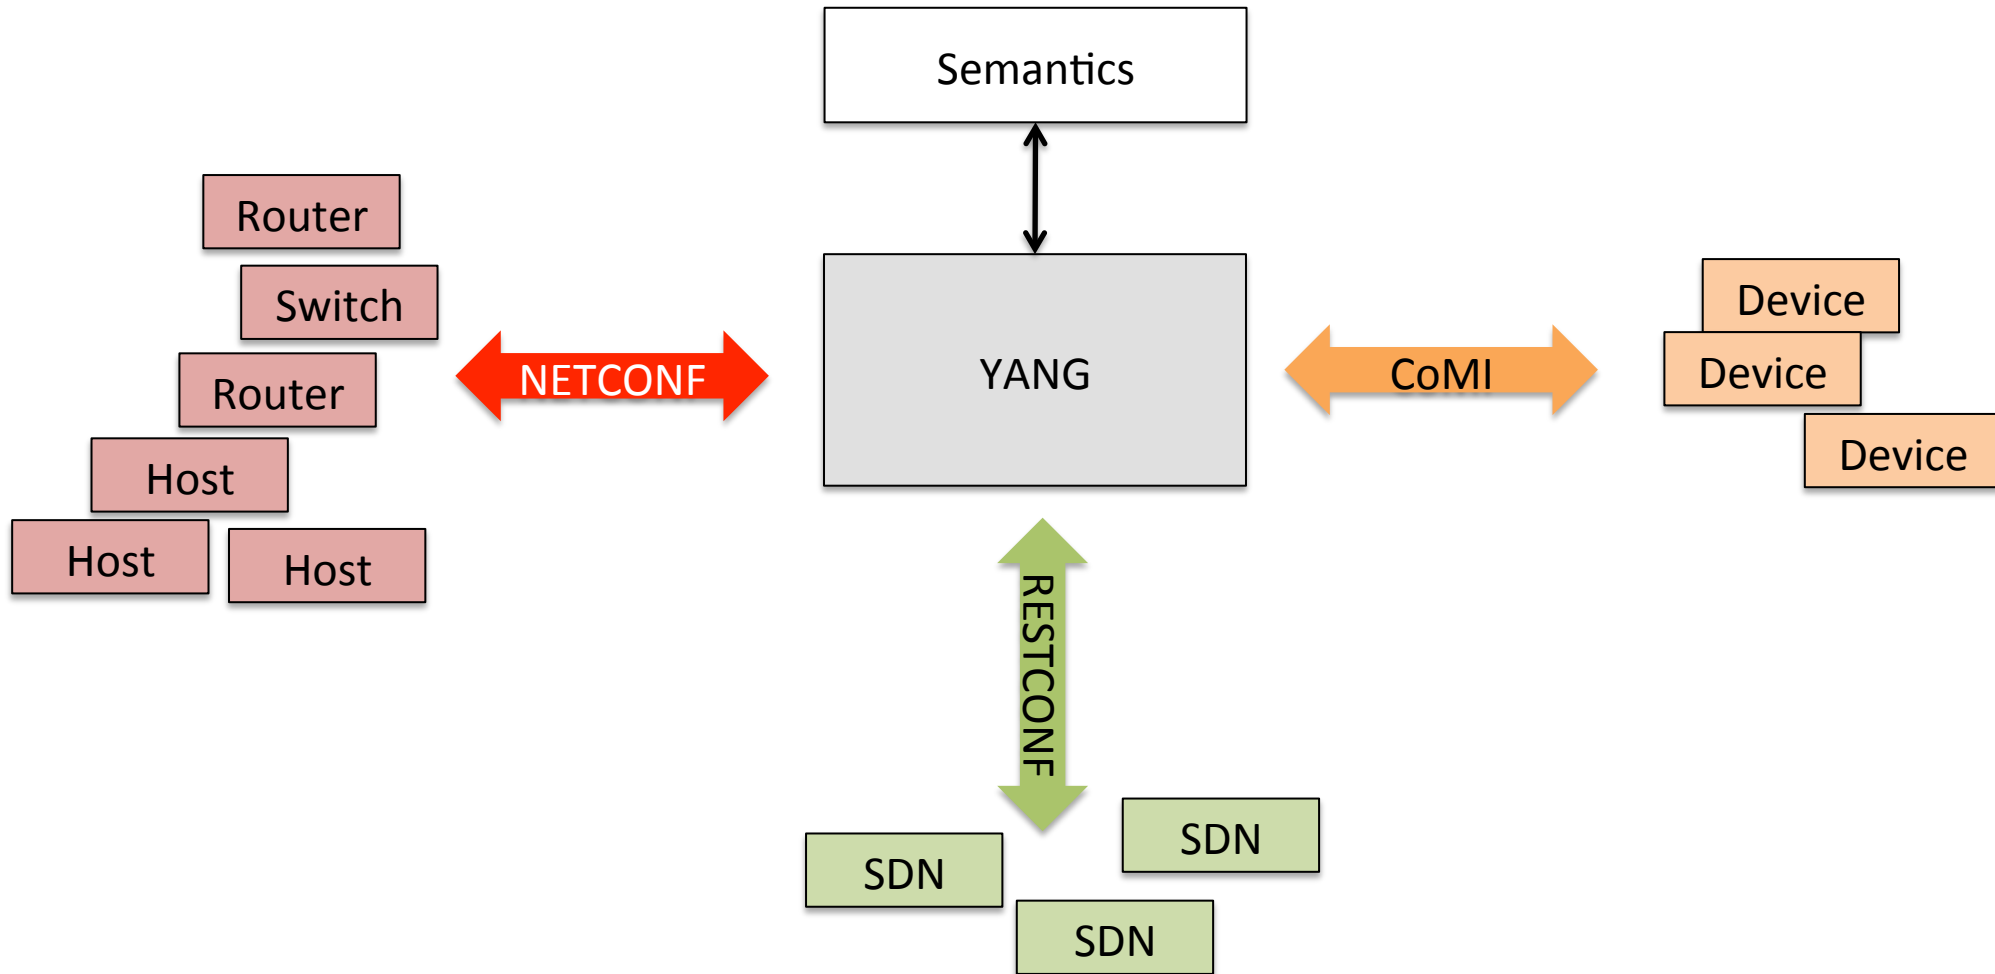 Semantics
Router
Switch
Router
Host
Host
Host
NETCONF
YANG
CoMI
Device
Device
Device
RESTCONF
SDN
SDN
SDN